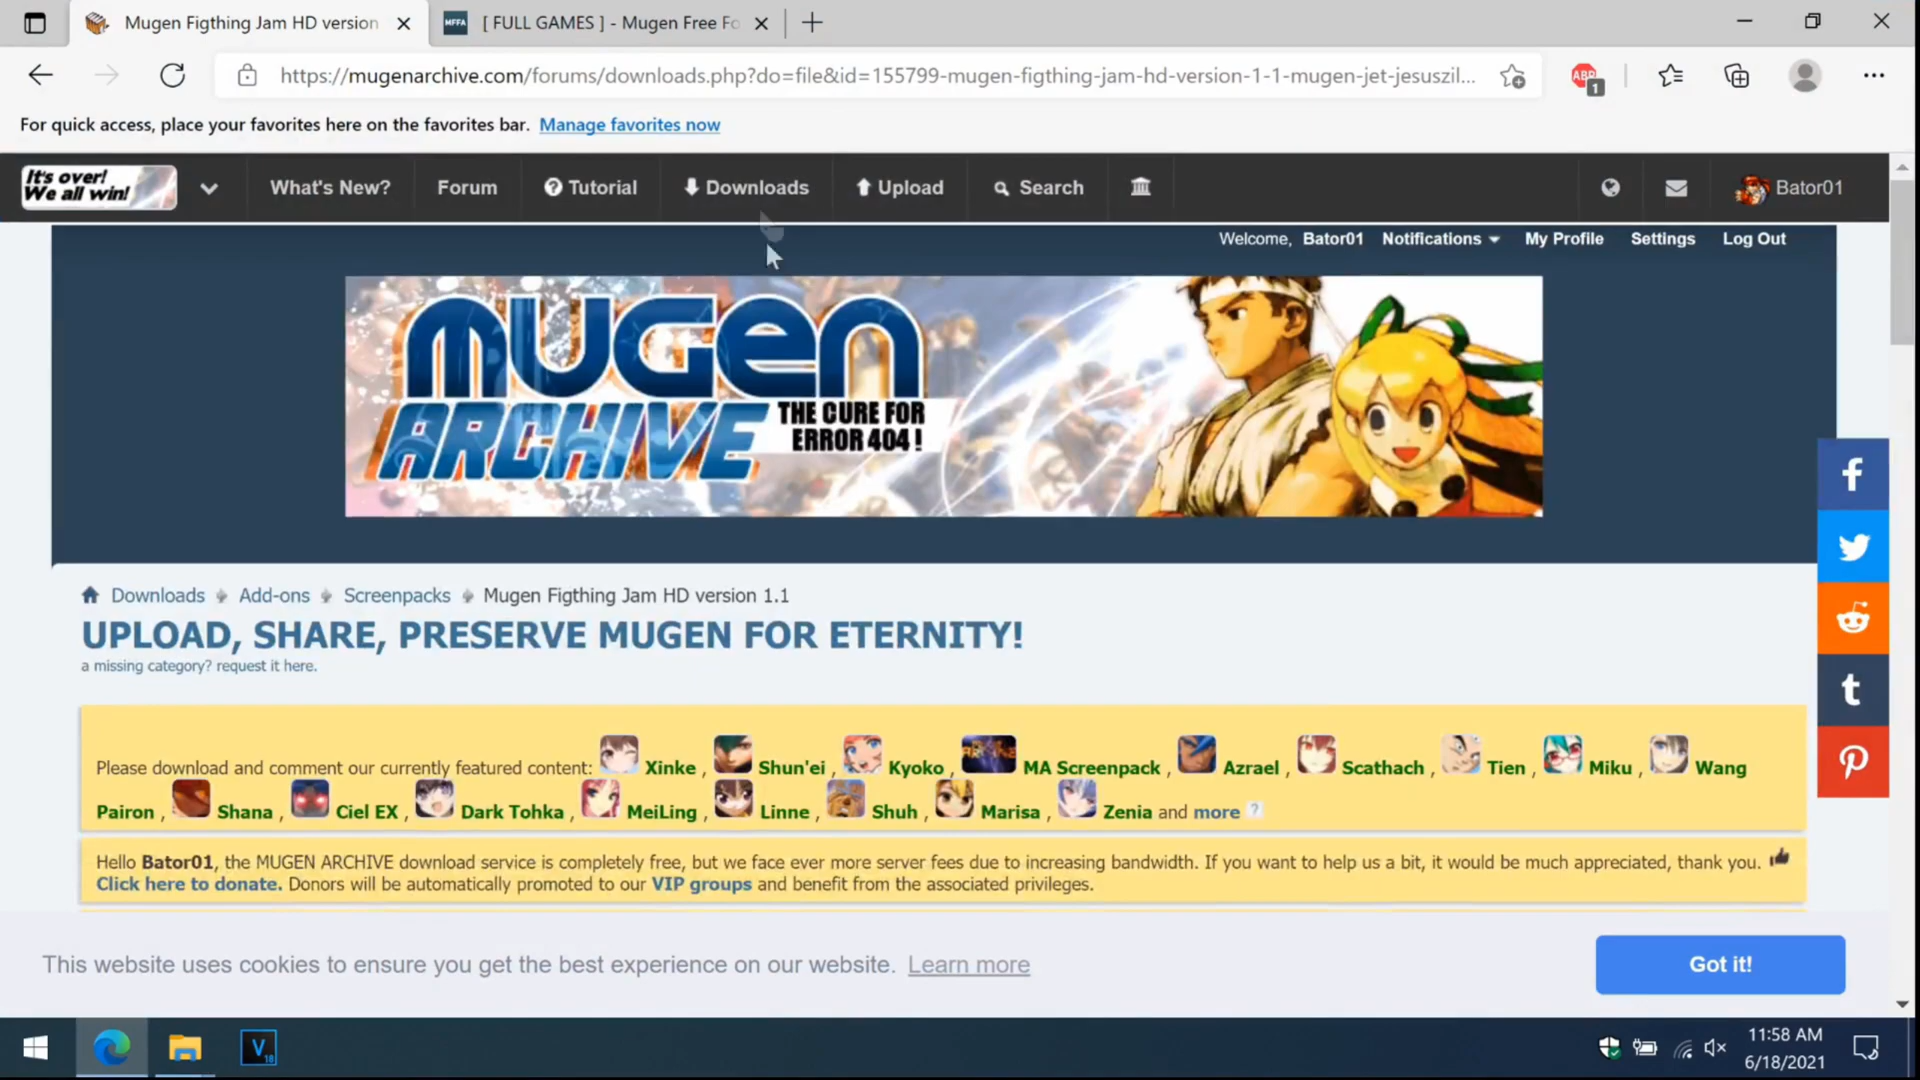 Mugen Figthing Jam HD version
MFFA
[ FULL GAMES ] - Mugen Free Fo
https://mugenarchive.com/forums/downloads.php?do=file&id=155799-mugen-figthing-jam-hd-version-1-1-mugen-jet-jesuszil...
ABP
1
For quick access, place your favorites here on the favorites bar. Manage favorites now
It's over!
We all win!
What's New?
Forum
Tutorial
Downloads
Upload
Search
Bator01
Welcome, Bator01 Notifications My Profile Settings Log Out
MUGEN
ARCHIVE
THE CURE FOR
ERROR 404!
Downloads Add-ons Screenpacks Mugen Figthing Jam HD version 1.1
UPLOAD, SHARE, PRESERVE MUGEN FOR ETERNITY!
a missing category? request it here.
Please download and comment our currently featured content: Xinke , Shun'ei , Kyoko , MA Screenpack , Azrael , Scathach , Tien , Miku , Wang
Pairon , Shana , Ciel EX , Dark Tohka , MeiLing , Linne , Shuh , Marisa , Zenia and more ?
Hello Bator01, the MUGEN ARCHIVE download service is completely free, but we face ever more server fees due to increasing bandwidth. If you want to help us a bit, it would be much appreciated, thank you.
Click here to donate. Donors will be automatically promoted to our VIP groups and benefit from the associated privileges.
This website uses cookies to ensure you get the best experience on our website. Learn more
Got it!
V
18
11:58 AM
6/18/2021